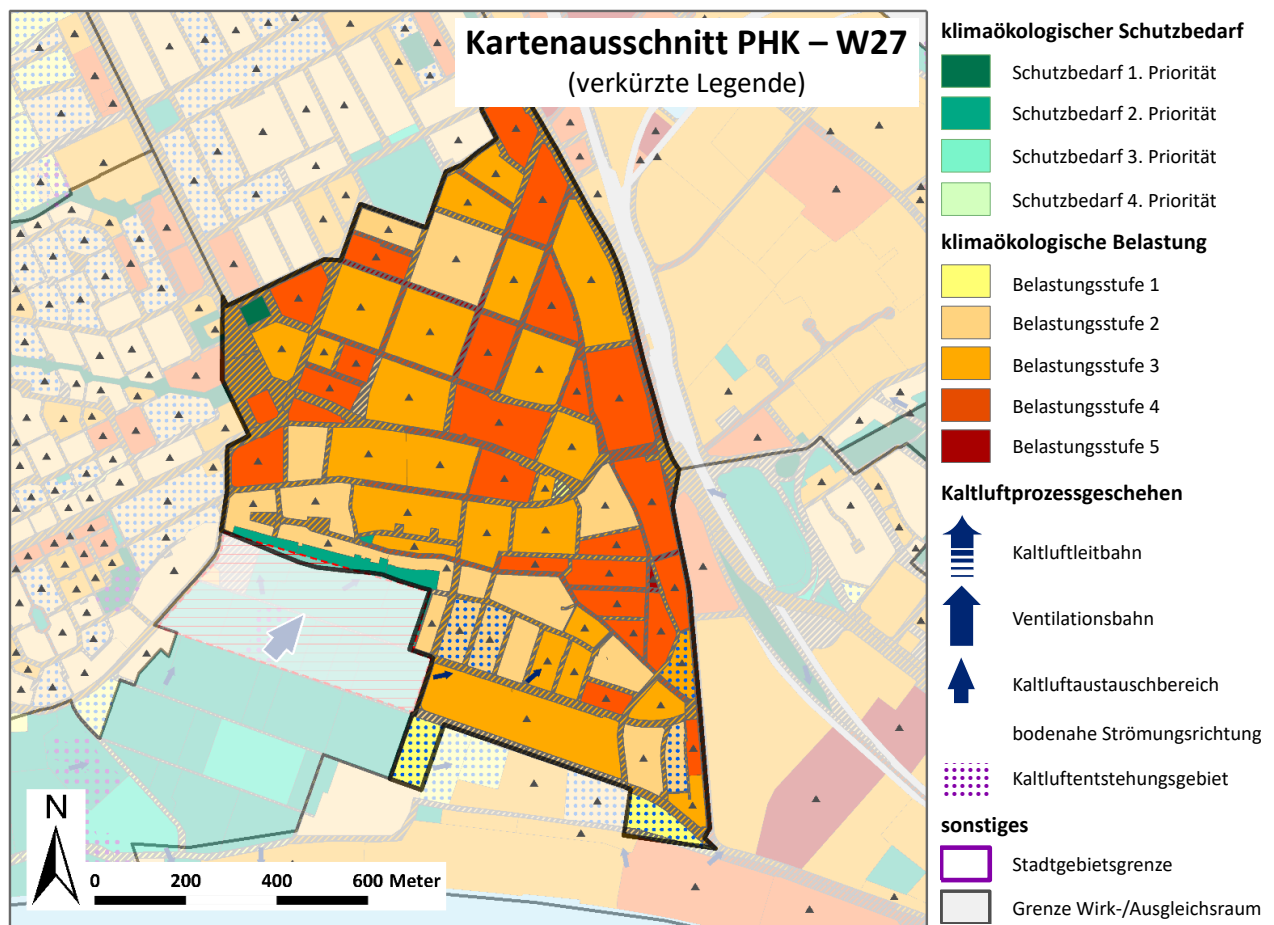 Kartenausschnitt PHK – W27
(verkürzte Legende)
N
0 200 400 600 Meter
klimaökologischer Schutzbedarf
Schutzbedarf 1. Priorität
Schutzbedarf 2. Priorität
Schutzbedarf 3. Priorität
Schutzbedarf 4. Priorität
klimaökologische Belastung
Belastungsstufe 1
Belastungsstufe 2
Belastungsstufe 3
Belastungsstufe 4
Belastungsstufe 5
Kaltluftprozessgeschehen
Kaltluftleitbahn
Ventilationsbahn
Kaltluftaustauschbereich
bodenahe Strömungsrichtung
Kaltluftentstehungsgebiet
sonstiges
Stadtgebietsgrenze
Grenze Wirk-/Ausgleichsraum